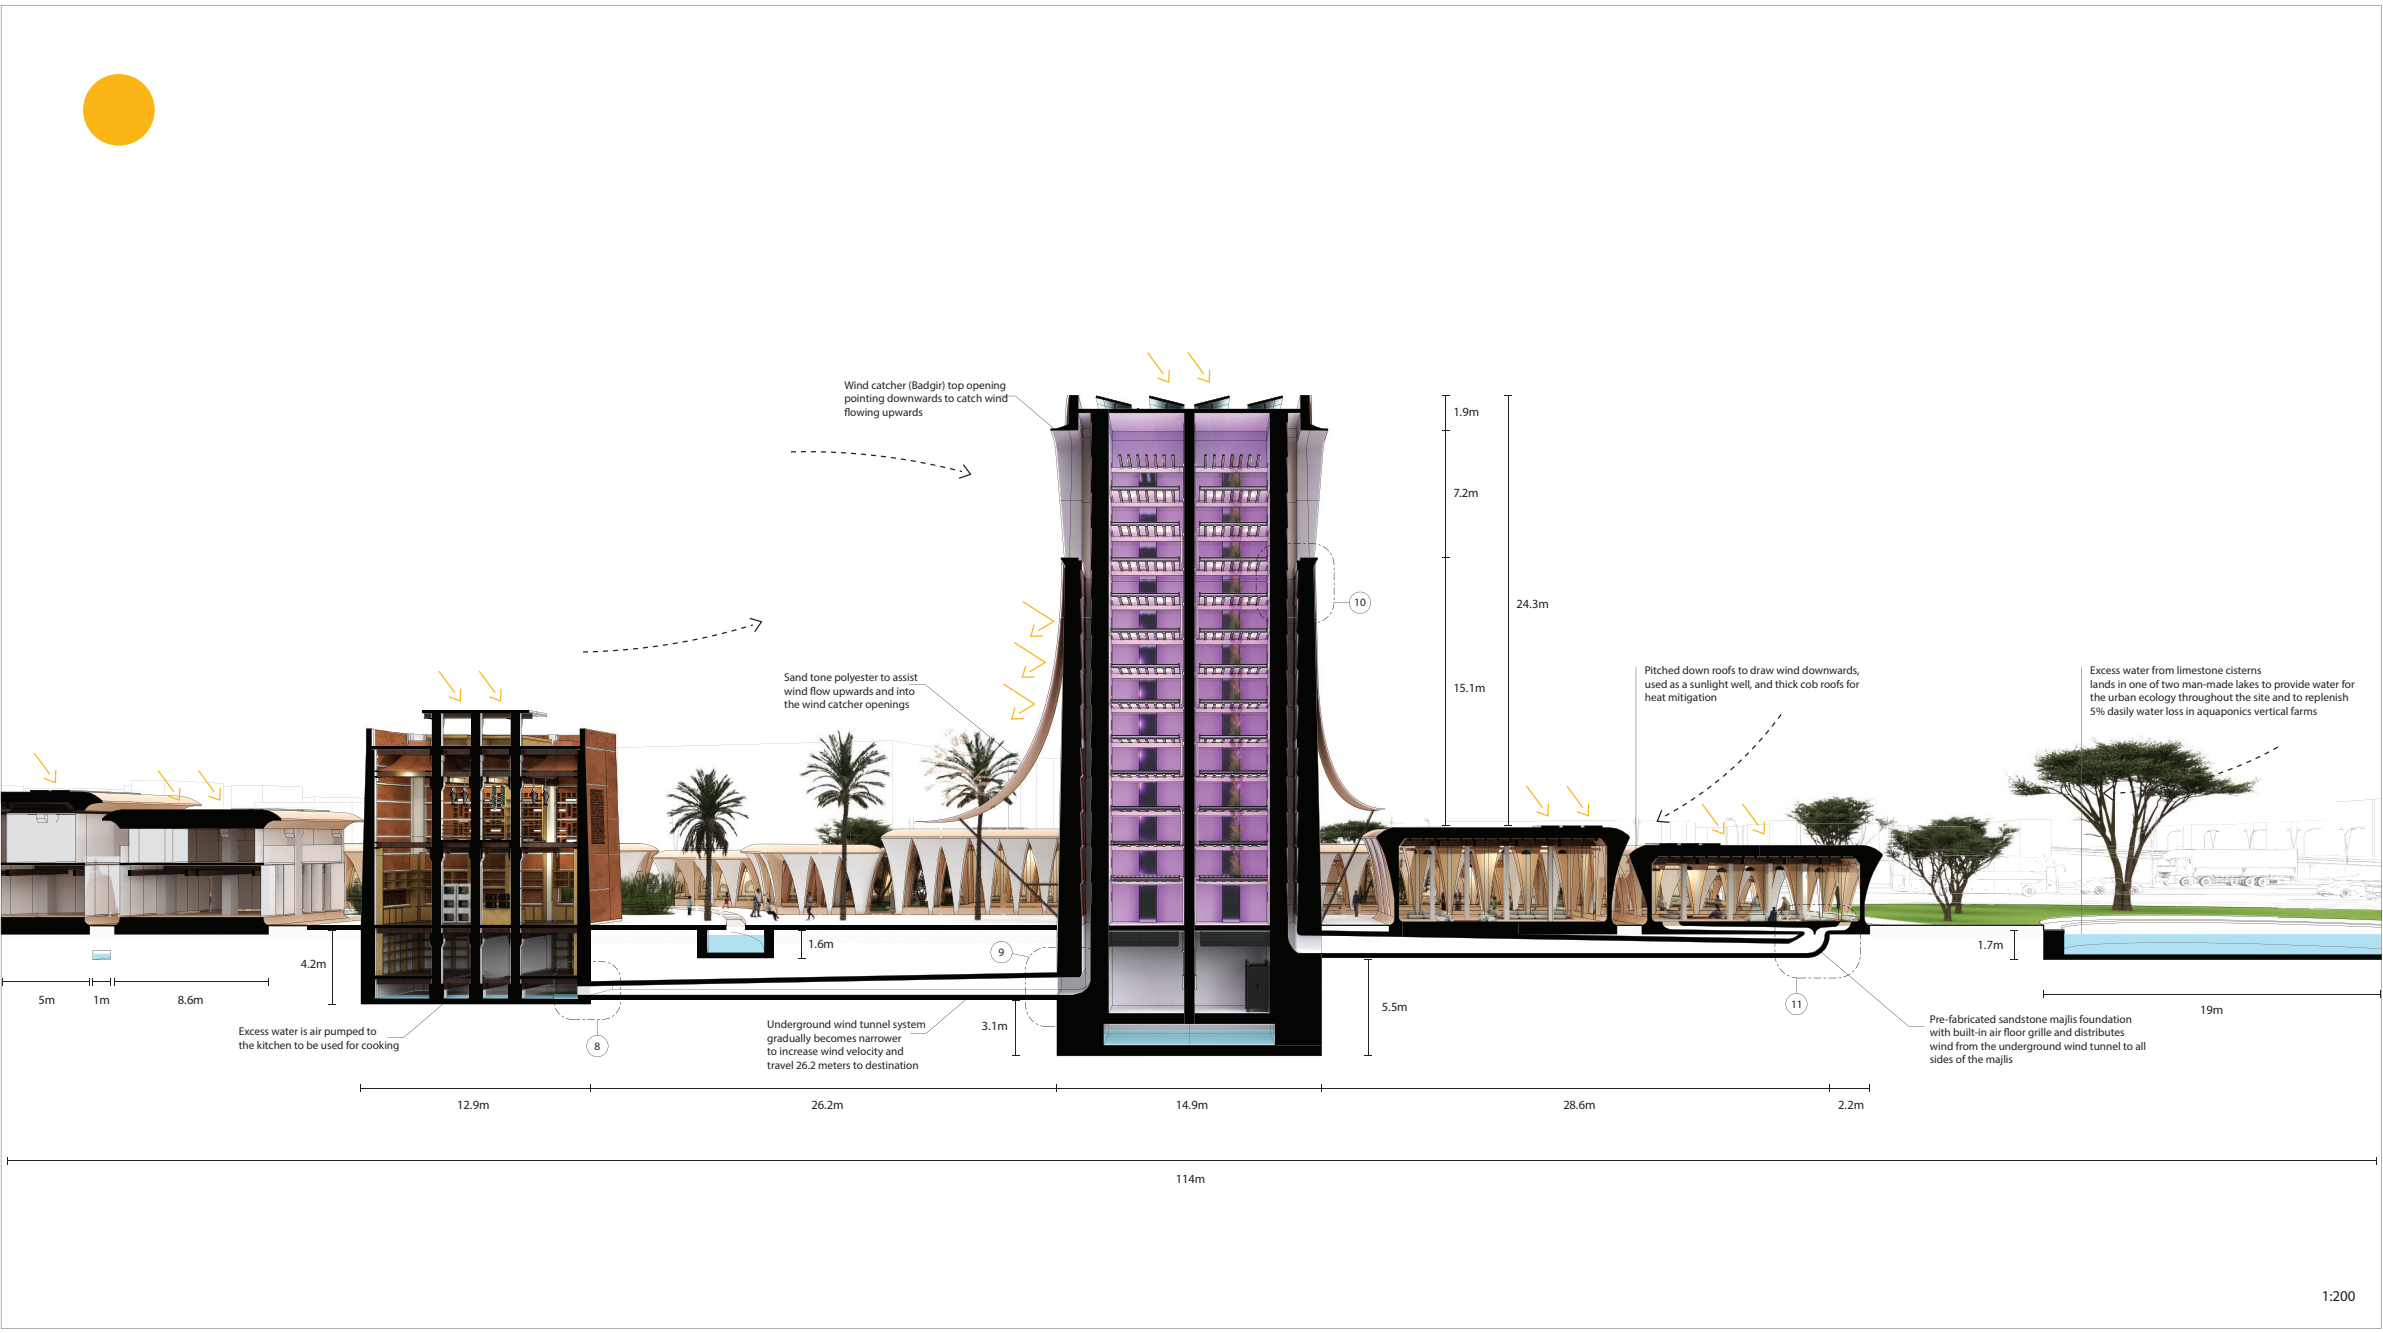 Wind catcher (Badgir) top opening
pointing downwards to catch wind
flowing upwards
1.9m
7.2m
24.3m
15.1m
10
Sand tone polyester to assist
wind flow upwards and into
the wind catcher openings
Pitched down roofs to draw wind downwards,
used as a sunlight well, and thick cob roofs for
heat mitigation
Excess water from limestone cisterns
lands in one of two man-made lakes to provide water for
the urban ecology throughout the site and to replenish
5% dasily water loss in aquaponics vertical farms
4.2m
1.6m
9
1.7m
5m
1m
8.6m
5.5m
11
19m
Excess water is air pumped to
the kitchen to be used for cooking
8
Underground wind tunnel system
gradually becomes narrower
to increase wind velocity and
travel 26.2 meters to destination
3.1m
Pre-fabricated sandstone majlis foundation
with built-in air floor grille and distributes
wind from the underground wind tunnel to all
sides of the majlis
12.9m
26.2m
14.9m
28.6m
2.2m
114m
1:200